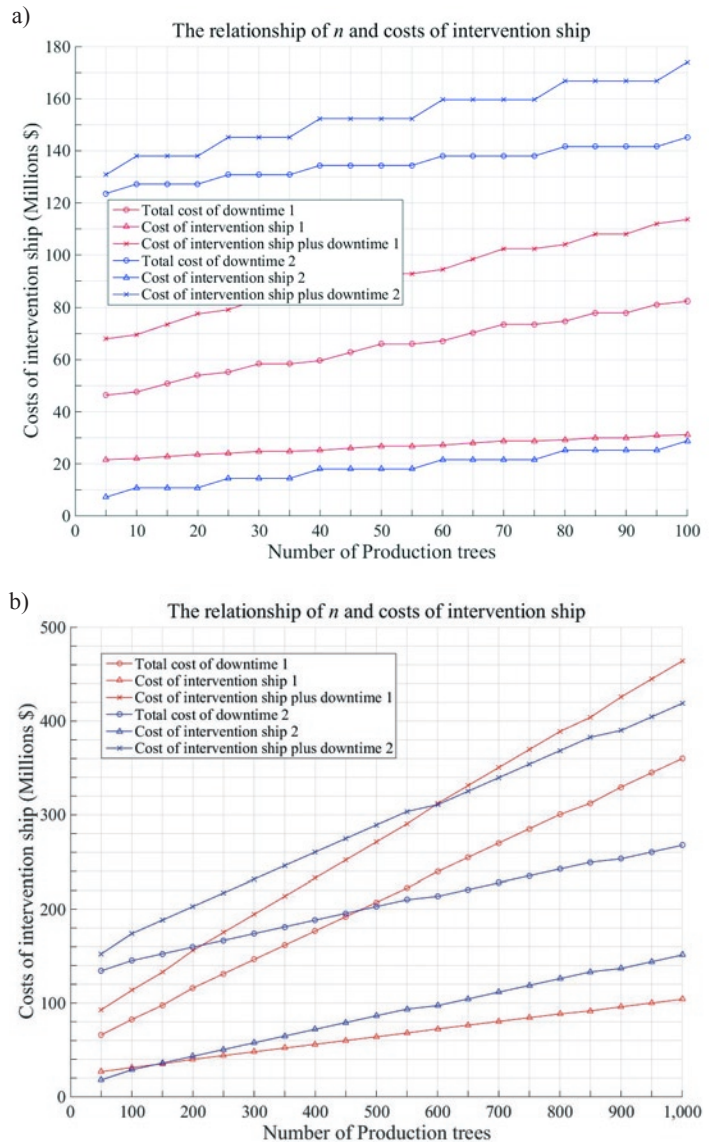 a)
The relationship of n and costs of intervention ship
180
160
140
120
100
80
60
40
20
0
Costs of intervention ship (Millions $)
Total cost of downtime 1
Cost of intervention ship 1
Cost of intervention ship plus downtime 1
Total cost of downtime 2
Cost of intervention ship 2
Cost of intervention ship plus downtime 2
0 10 20 30 40 50 60 70 80 90 100
Number of Production trees
b)
The relationship of n and costs of intervention ship
500
400
300
200
100
0
Costs of intervention ship (Millions $)
Total cost of downtime 1
Cost of intervention ship 1
Cost of intervention ship plus downtime 1
Total cost of downtime 2
Cost of intervention ship 2
Cost of intervention ship plus downtime 2
0 100 200 300 400 500 600 700 800 900 1,000
Number of Production trees